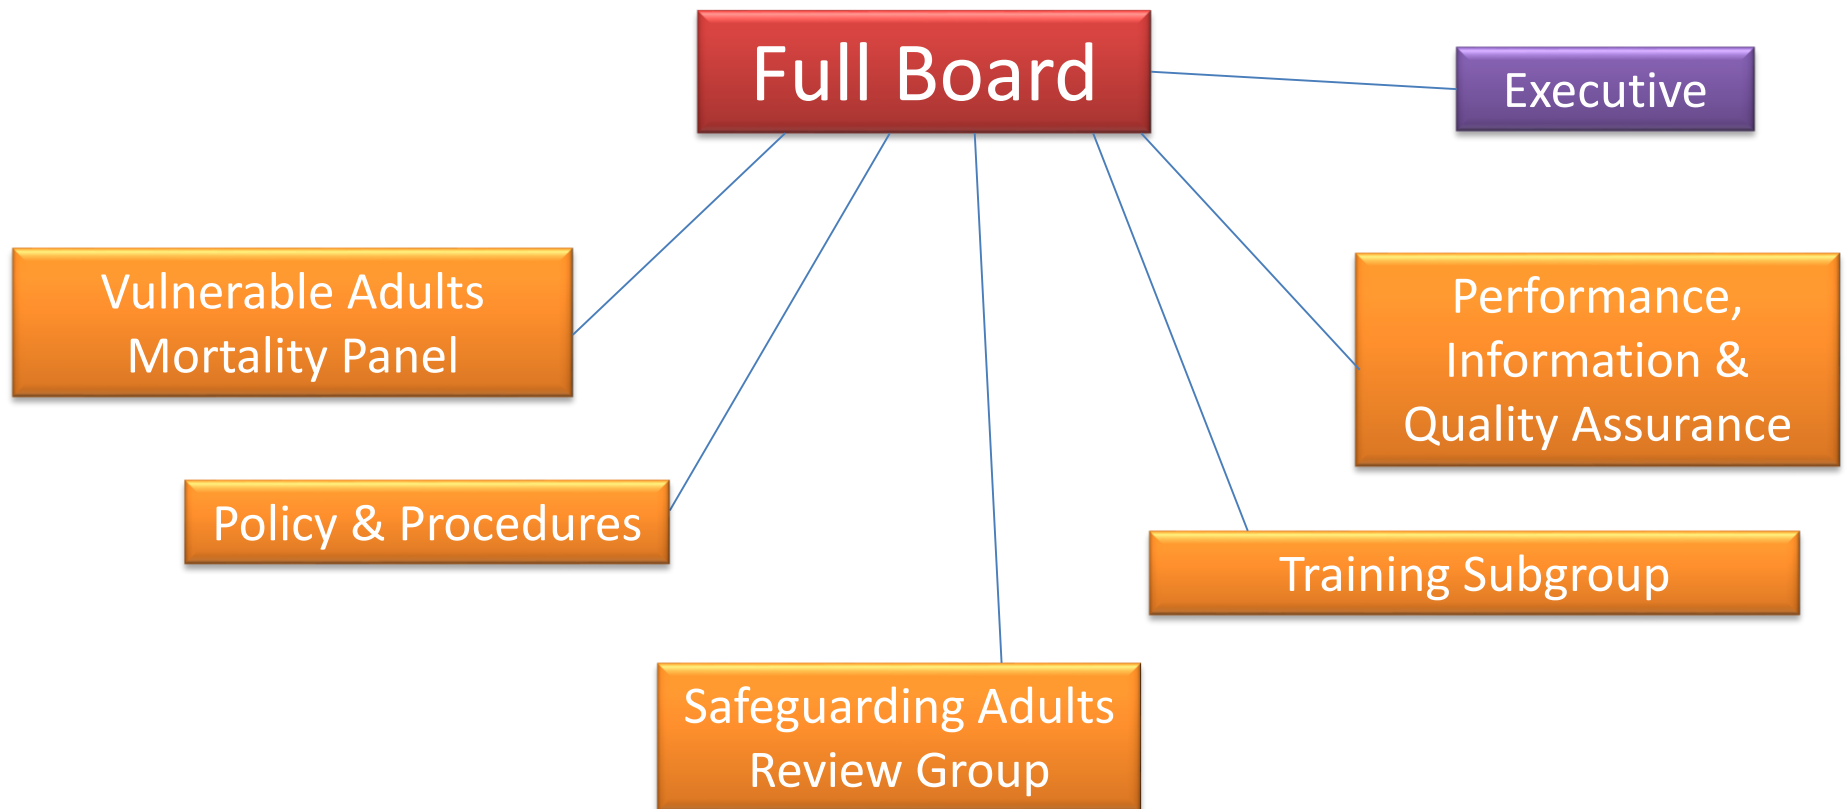 Full Board
Executive
Vulnerable Adults
Mortality Panel
Performance,
Information &
Quality Assurance
Policy & Procedures
Training Subgroup
Safeguarding Adults
Review Group